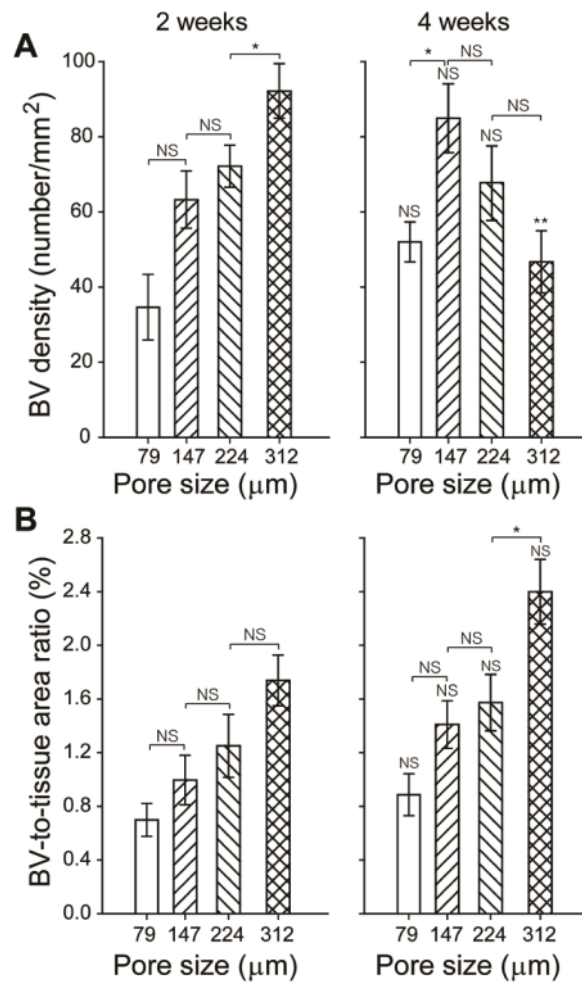 2 weeks 4 weeks
A
BV density (number/mm²)
100
80
60
40
20
0
NS
NS
*
79 147 224 312
Pore size (μm)
*
NS
NS
NS
NS
NS
**
79 147 224 312
Pore size (μm)
B
BV-to-tissue area ratio (%)
2.8
2.4
2.0
1.6
1.2
0.8
0.4
0.0
NS
NS
NS
79 147 224 312
Pore size (μm)
NS
NS
NS
NS
NS
*
NS
79 147 224 312
Pore size (μm)